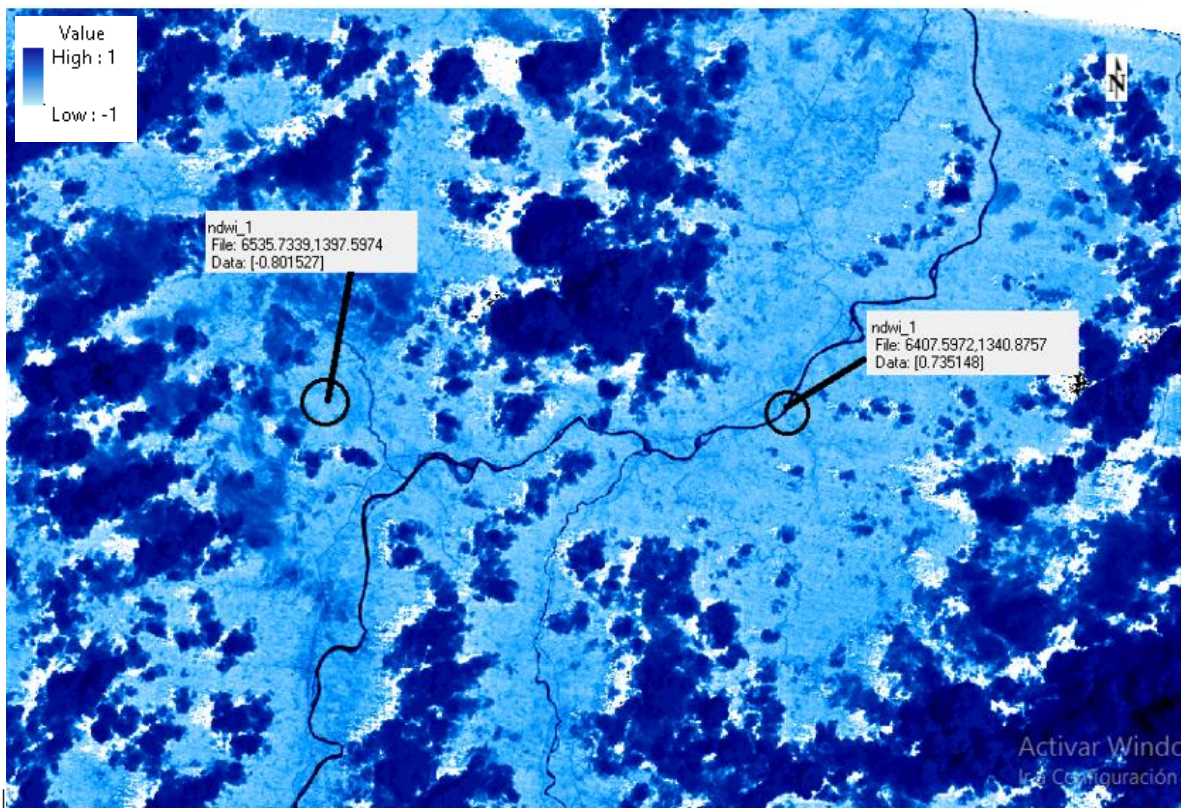 Value
High : 1
Low : -1
N
ndwi_1
File: 6535.7339,1397.5974
Data: [-0.801527]
ndwi_1
File: 6407.5972,1340.8757
Data: [0.735148]
Activar Windo
Ir a Configuración